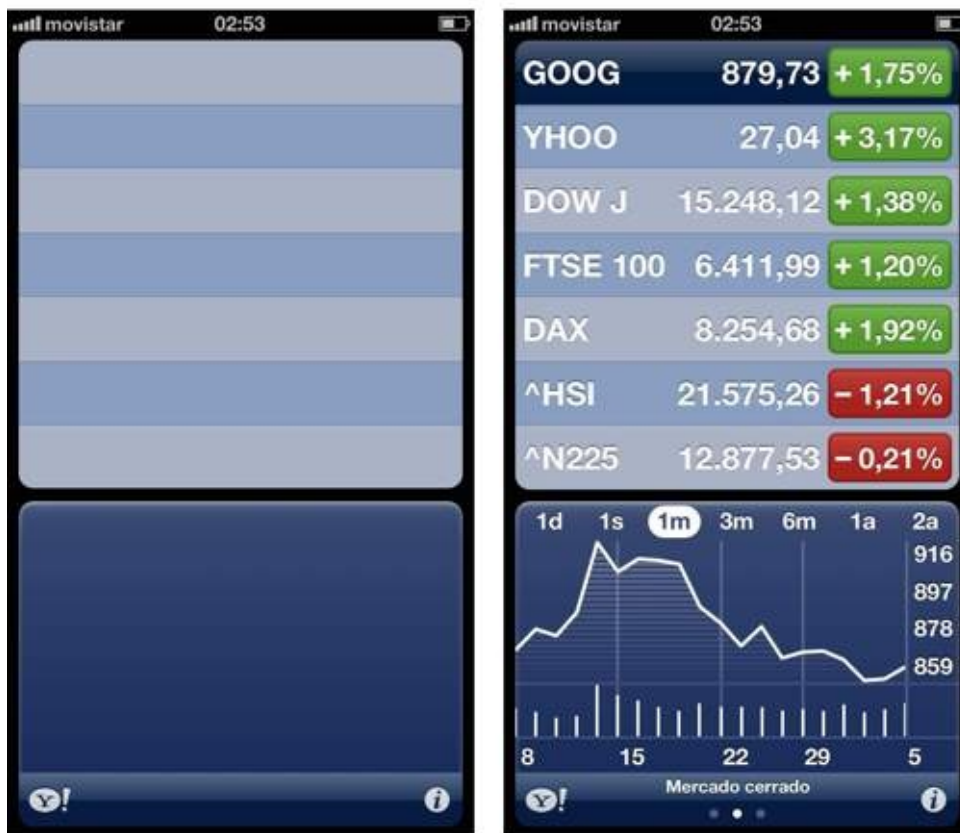 movistar 02:53
Y!
i
movistar 02:53
GOOG 879,73 + 1,75%
YHOO 27,04 + 3,17%
DOW J 15.248,12 + 1,38%
FTSE 100 6.411,99 + 1,20%
DAX 8.254,68 + 1,92%
^HSI 21.575,26 - 1,21%
^N225 12.877,53 - 0,21%
1d 1s 1m 3m 6m 1a 2a
916
897
878
859
8 15 22 29 5
Y! Mercado cerrado i